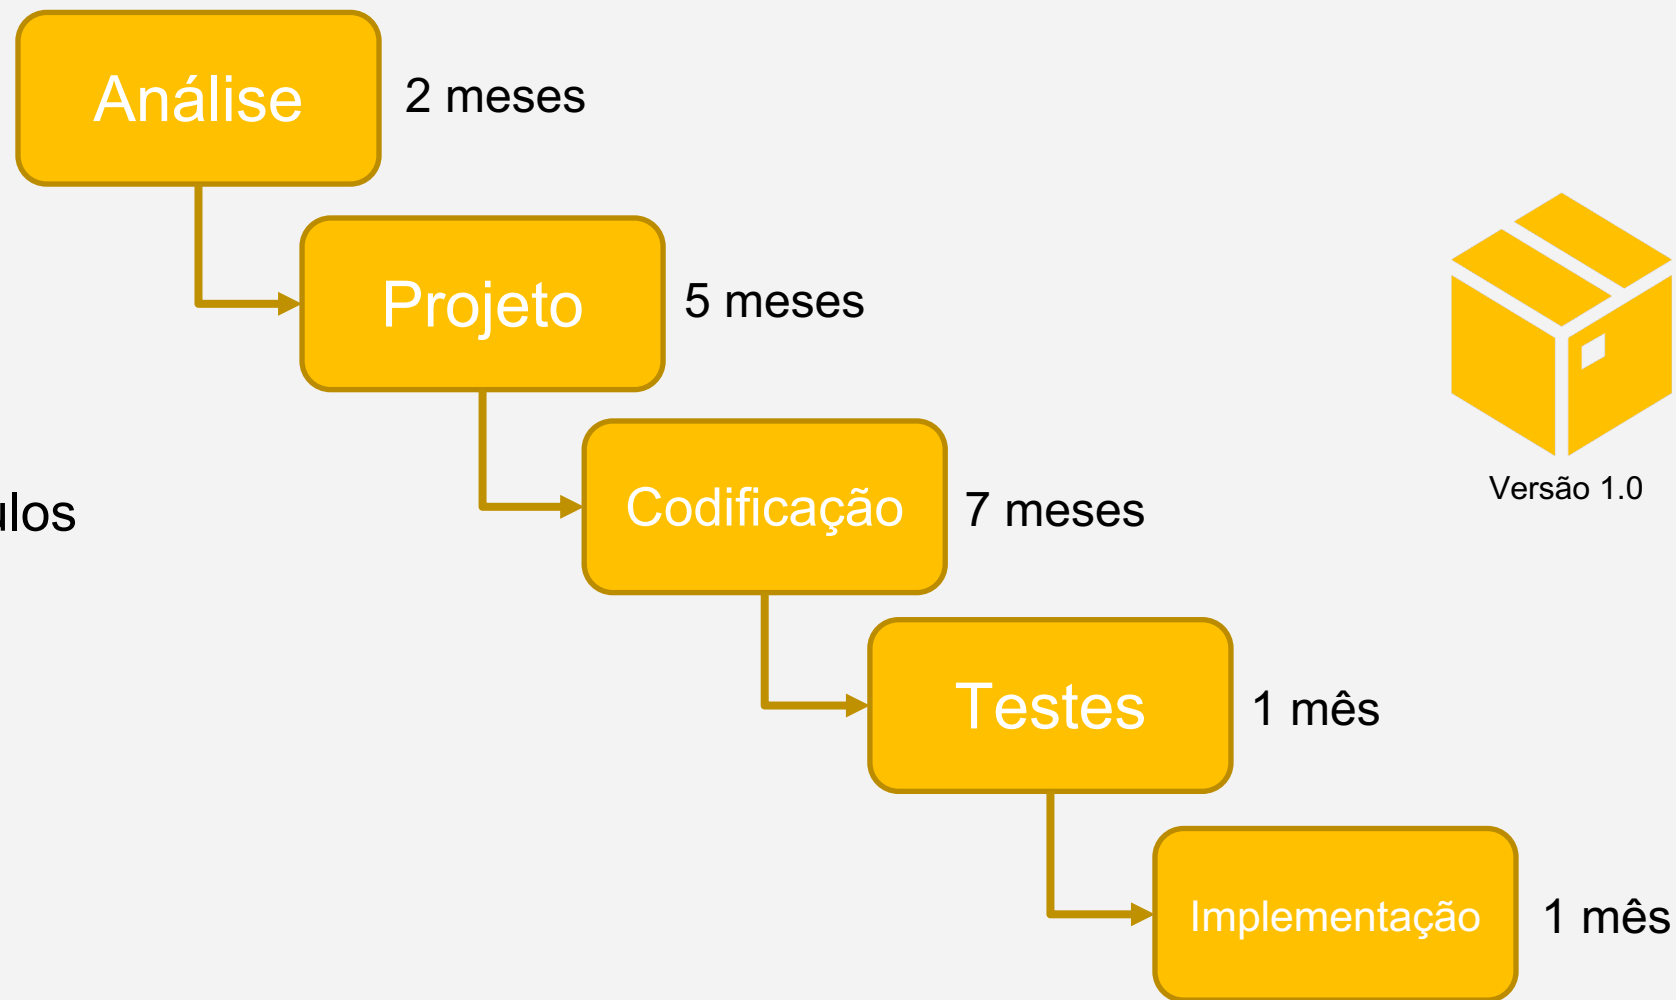 Análise
2 meses
Projeto
5 meses
Codificação
7 meses
Versão 1.0
Testes
1 mês
Implementação
1 mês